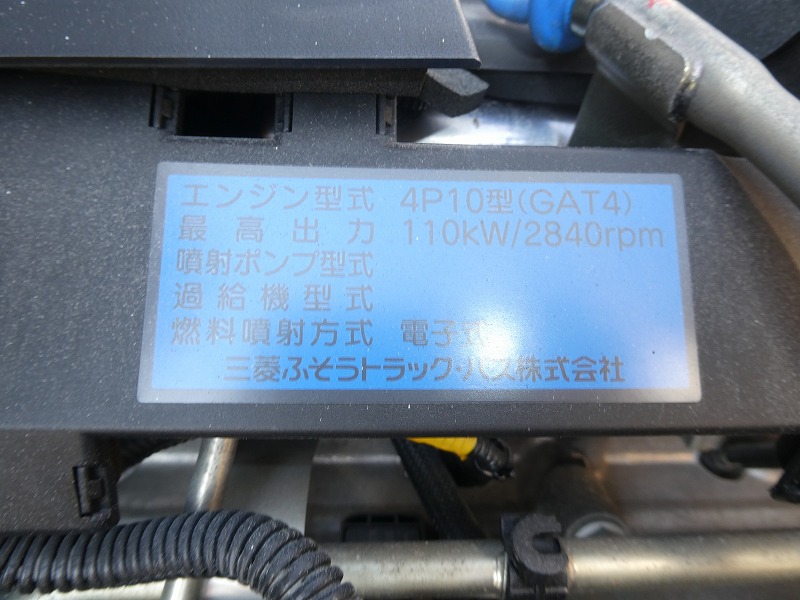 エンジン型式 4P10型(GAT4)
最高出力 110kW/2840rpm
噴射ポンプ型式
過給機型式
燃料噴射方式 電子式
三菱ふそうトラック・バス株式会社